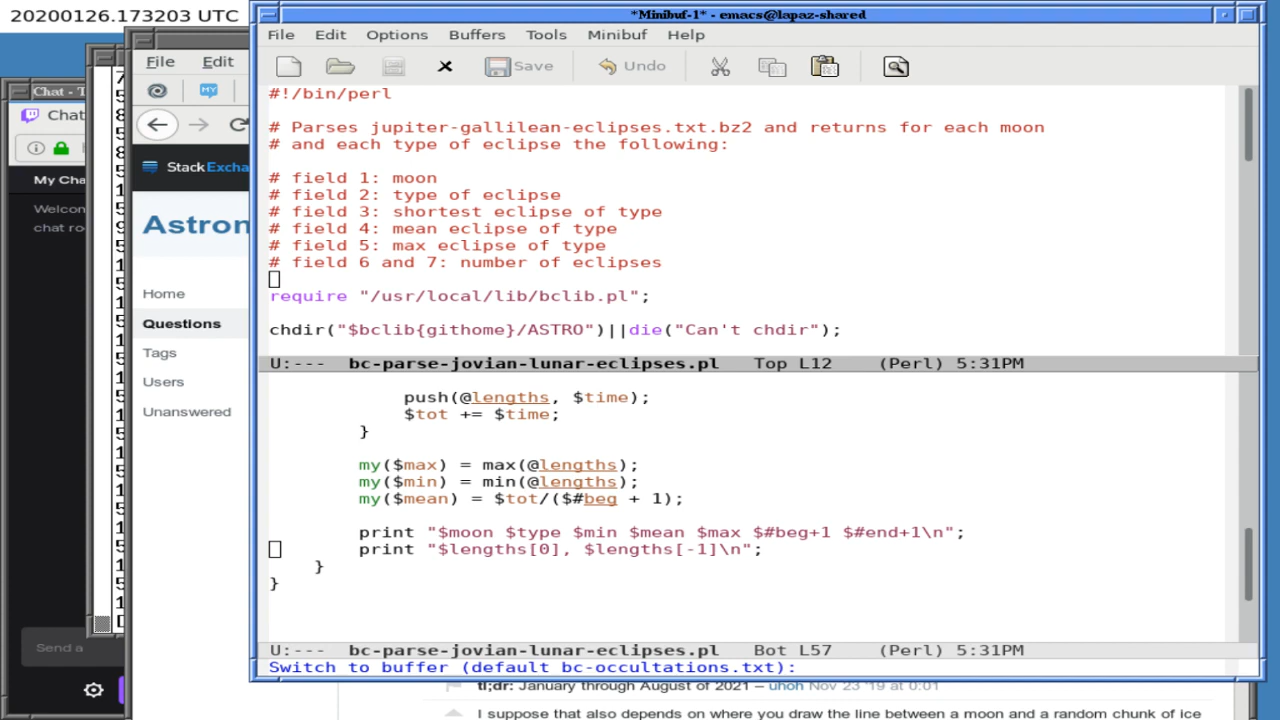 20200126.173203 UTC
*Minibuf-1* - emacs@lapaz-shared
File Edit Options Buffers Tools Minibuf Help
Save Undo
#!/bin/perl
# Parses jupiter-gallilean-eclipses.txt.bz2 and returns for each moon
# and each type of eclipse the following:
# field 1: moon
# field 2: type of eclipse
# field 3: shortest eclipse of type
# field 4: mean eclipse of type
# field 5: max eclipse of type
# field 6 and 7: number of eclipses
require "/usr/local/lib/bclib.pl";
chdir("$bclib{githome}/ASTRO")||die("Can't chdir");
U:--- bc-parse-jovian-lunar-eclipses.pl Top L12 (Perl) 5:31PM
push(@lengths, $time);
$tot += $time;
}
my($max) = max(@lengths);
my($min) = min(@lengths);
my($mean) = $tot/($#beg + 1);
print "$moon $type $min $mean $max $#beg+1 $#end+1\n";
print "$lengths[0], $lengths[-1]\n";
}
}
U:--- bc-parse-jovian-lunar-eclipses.pl Bot L57 (Perl) 5:31PM
Switch to buffer (default bc-occultations.txt):
File Edit
StackExcha
Astron
Home
Questions
Tags
Users
Unanswered
tl;dr: January through August of 2021 – uhoh Nov 23 '19 at 0:01
I suppose that also depends on where you draw the line between a moon and a random chunk of ice
Chat - T
Chat
My Cha
Welcon
chat ro
Send a